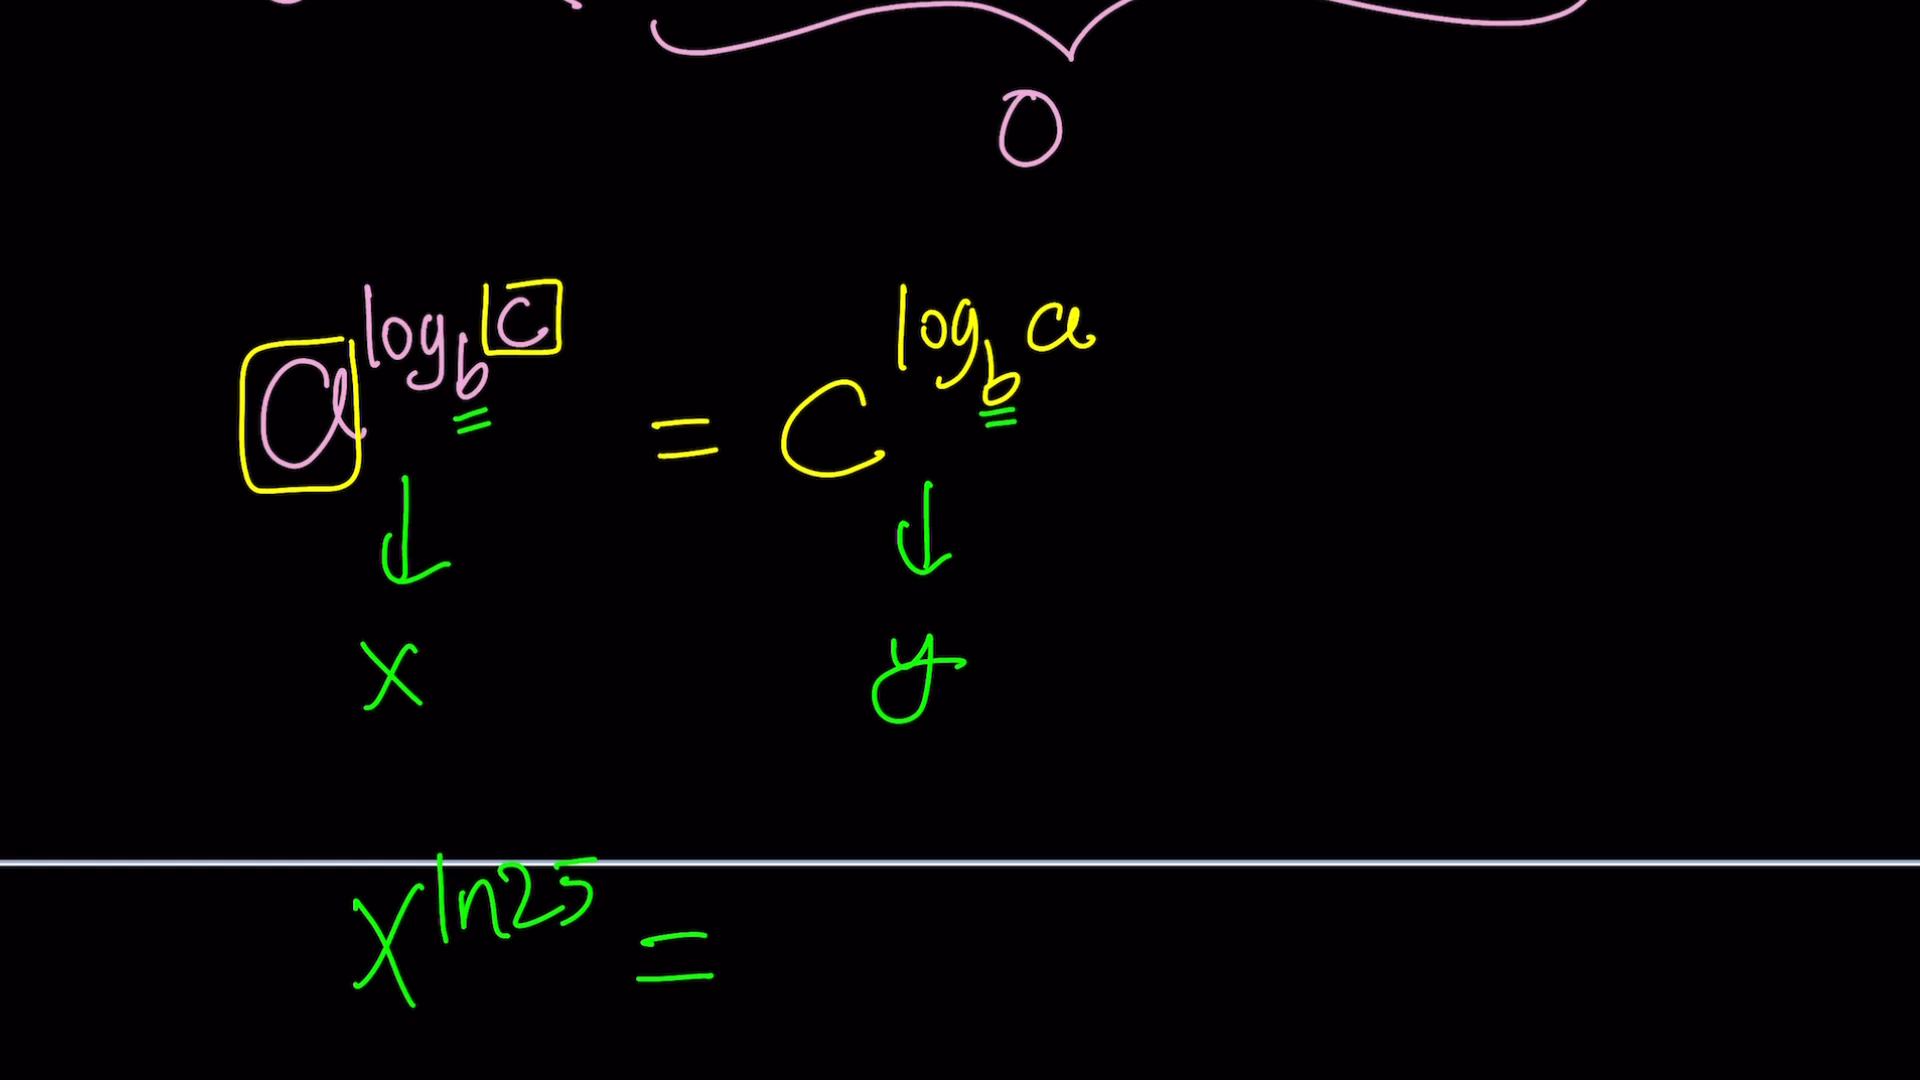 0
a^{log_b c} = c^{log_b a}
↓ ↓
x y
x^{ln25} =